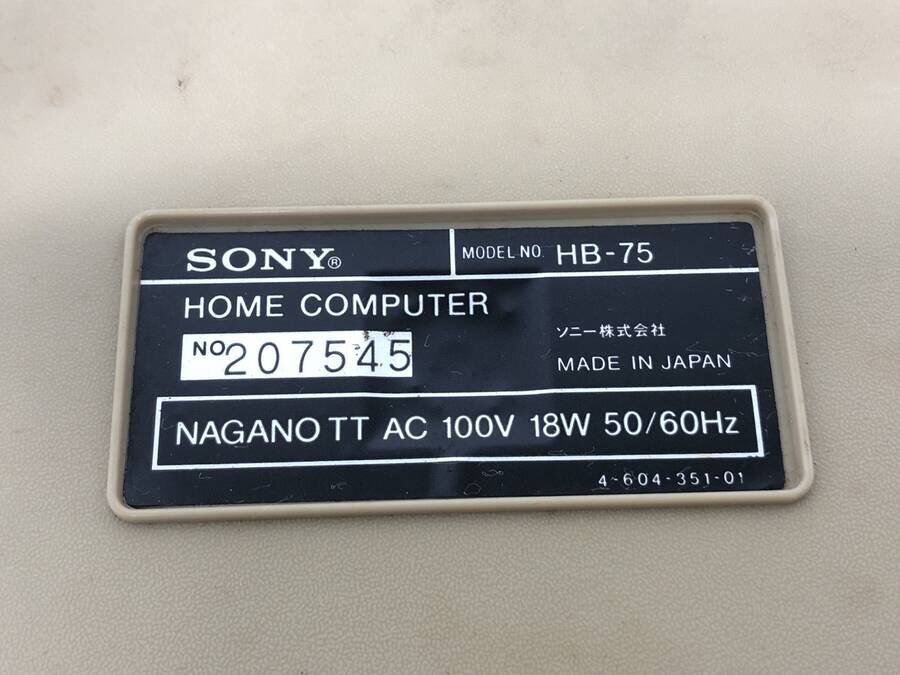 SONY® MODEL NO. HB-75
HOME COMPUTER
NO 207545
ソニー株式会社
MADE IN JAPAN
NAGANO TT AC 100V 18W 50/60Hz
4-604-351-01